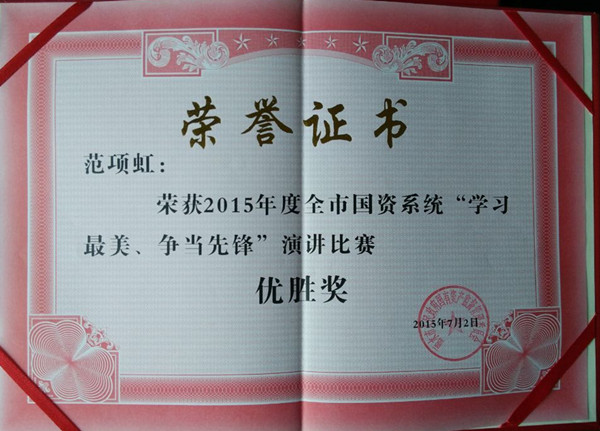 荣誉证书
范项虹：
荣获2015年度全市国资系统“学习
最美、争当先锋”演讲比赛
优胜奖
2015年7月2日